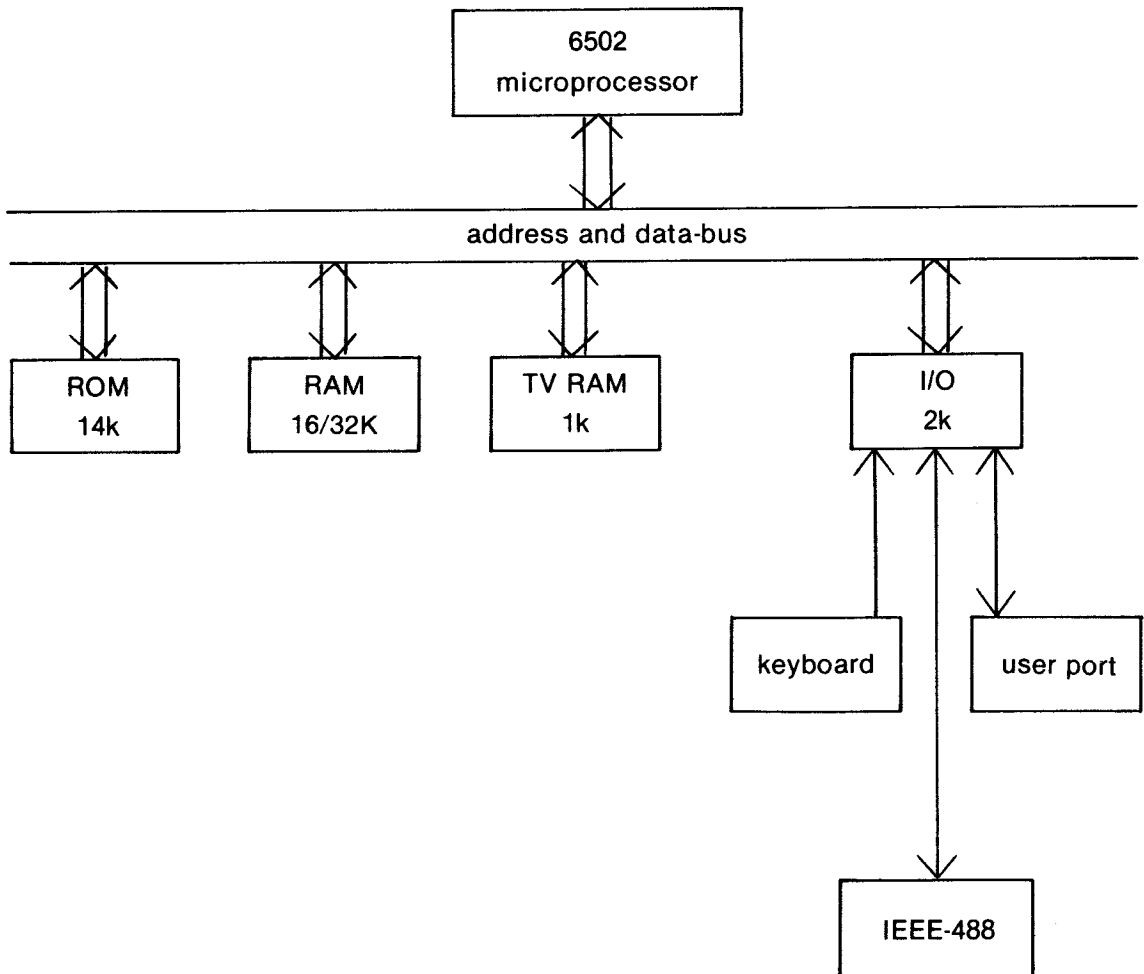 6502
microprocessor
address and data-bus
ROM
14k
RAM
16/32K
TV RAM
1k
I/O
2k
keyboard
user port
IEEE-488